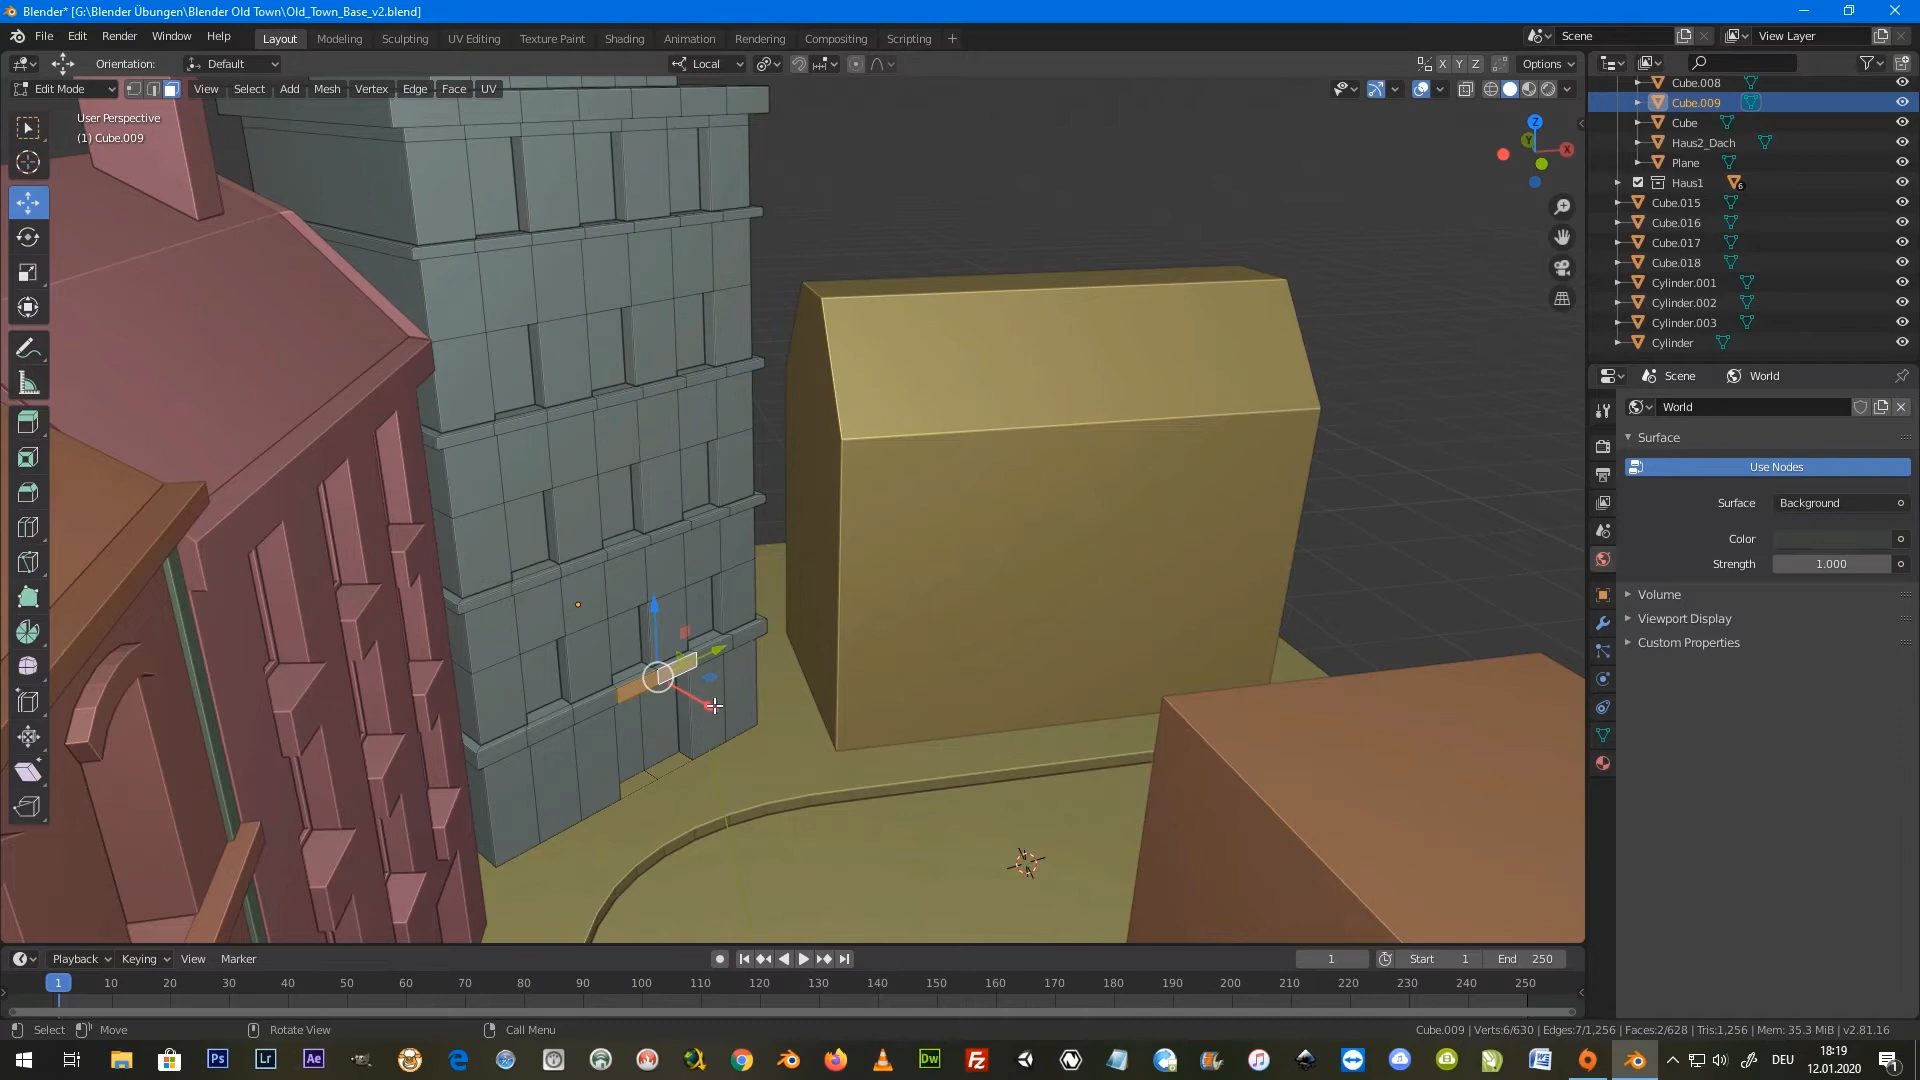 Blender* [G:\Blender Übungen\Blender Old Town\Old_Town_Base_v2.blend]
File Edit Render Window Help Layout Modeling Sculpting UV Editing Texture Paint Shading Animation Rendering Compositing Scripting + Scene View Layer
Orientation: Default Local X Y Z Options
Edit Mode View Select Add Mesh Vertex Edge Face UV
User Perspective
(1) Cube.009
Z
Y
X
Cube.008
Cube.009
Cube
Haus2_Dach
Plane
Haus1 6
Cube.015
Cube.016
Cube.017
Cube.018
Cylinder.001
Cylinder.002
Cylinder.003
Cylinder
Scene World
World
Surface
Use Nodes
Surface Background
Color
Strength 1.000
Volume
Viewport Display
Custom Properties
Playback Keying View Marker 1 Start 1 End 250
1 10 20 30 40 50 60 70 80 90 100 110 120 130 140 150 160 170 180 190 200 210 220 230 240 250
Select Move Rotate View Call Menu Cube.009 | Verts:6/630 | Edges:7/1,256 | Faces:2/628 | Tris:1,256 | Mem: 35.3 MiB | v2.81.16
Ps Lr Ae Dw Fz DEU 18:19
12.01.2020 1